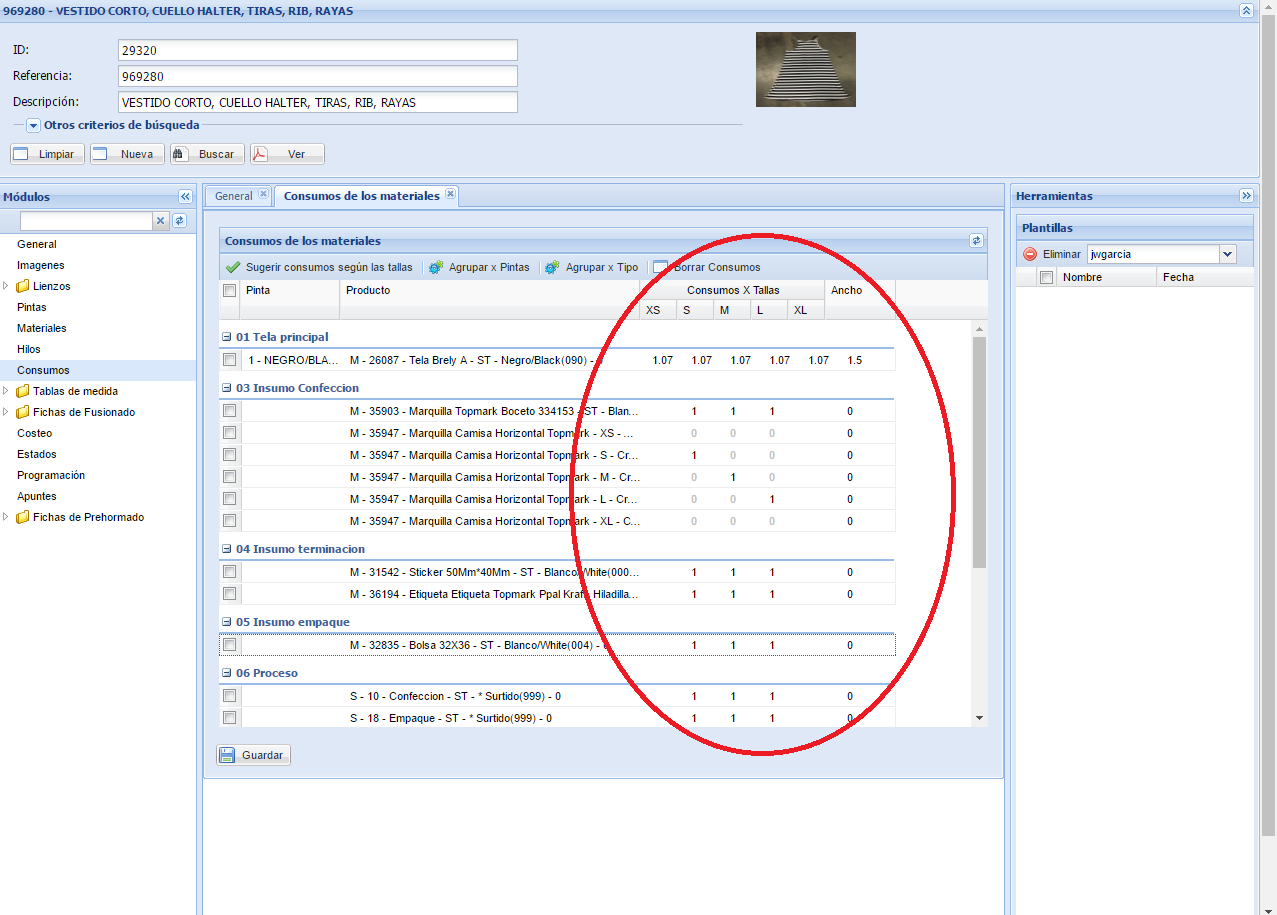 969280 - VESTIDO CORTO, CUELLO HALTER, TIRAS, RIB, RAYAS
ID: 29320
Referencia: 969280
Descripción: VESTIDO CORTO, CUELLO HALTER, TIRAS, RIB, RAYAS
Otros criterios de búsqueda
Limpiar Nueva Buscar Ver
Módulos
General
Imagenes
Lienzos
Pintas
Materiales
Hilos
Consumos
Tablas de medida
Fichas de Fusionado
Costeo
Estados
Programación
Apuntes
Fichas de Prehormado
General Consumos de los materiales
Consumos de los materiales
Sugerir consumos según las tallas Agrupar x Pintas Agrupar x Tipo Borrar Consumos
Pinta Producto Consumos X Tallas Ancho
XS S M L XL
01 Tela principal
1 - NEGRO/BLA... M - 26087 - Tela Brely A - ST - Negro/Black(090) - 1.07 1.07 1.07 1.07 1.07 1.5
03 Insumo Confeccion
M - 35903 - Marquilla Topmark Boceto 334153 - ST - Blan... 1 1 1 0
M - 35947 - Marquilla Camisa Horizontal Topmark - XS - ... 0 0 0 0
M - 35947 - Marquilla Camisa Horizontal Topmark - S - Cr... 1 0 0 0
M - 35947 - Marquilla Camisa Horizontal Topmark - M - Cr... 0 1 0 0
M - 35947 - Marquilla Camisa Horizontal Topmark - L - Cr... 0 0 1 0
M - 35947 - Marquilla Camisa Horizontal Topmark - XL - C... 0 0 0 0
04 Insumo terminacion
M - 31542 - Sticker 50Mm*40Mm - ST - Blanco/White(000... 1 1 1 0
M - 36194 - Etiqueta Etiqueta Topmark Ppal Kraft Hiladilla... 1 1 1 0
05 Insumo empaque
M - 32835 - Bolsa 32X36 - ST - Blanco/White(004) - 1 1 1 0
06 Proceso
S - 10 - Confeccion - ST - * Surtido(999) - 0 1 1 1 0
S - 18 - Empaque - ST - * Surtido(999) - 0 1 1 1 0
Guardar
Herramientas
Plantillas
Eliminar jwgarcia
Nombre Fecha